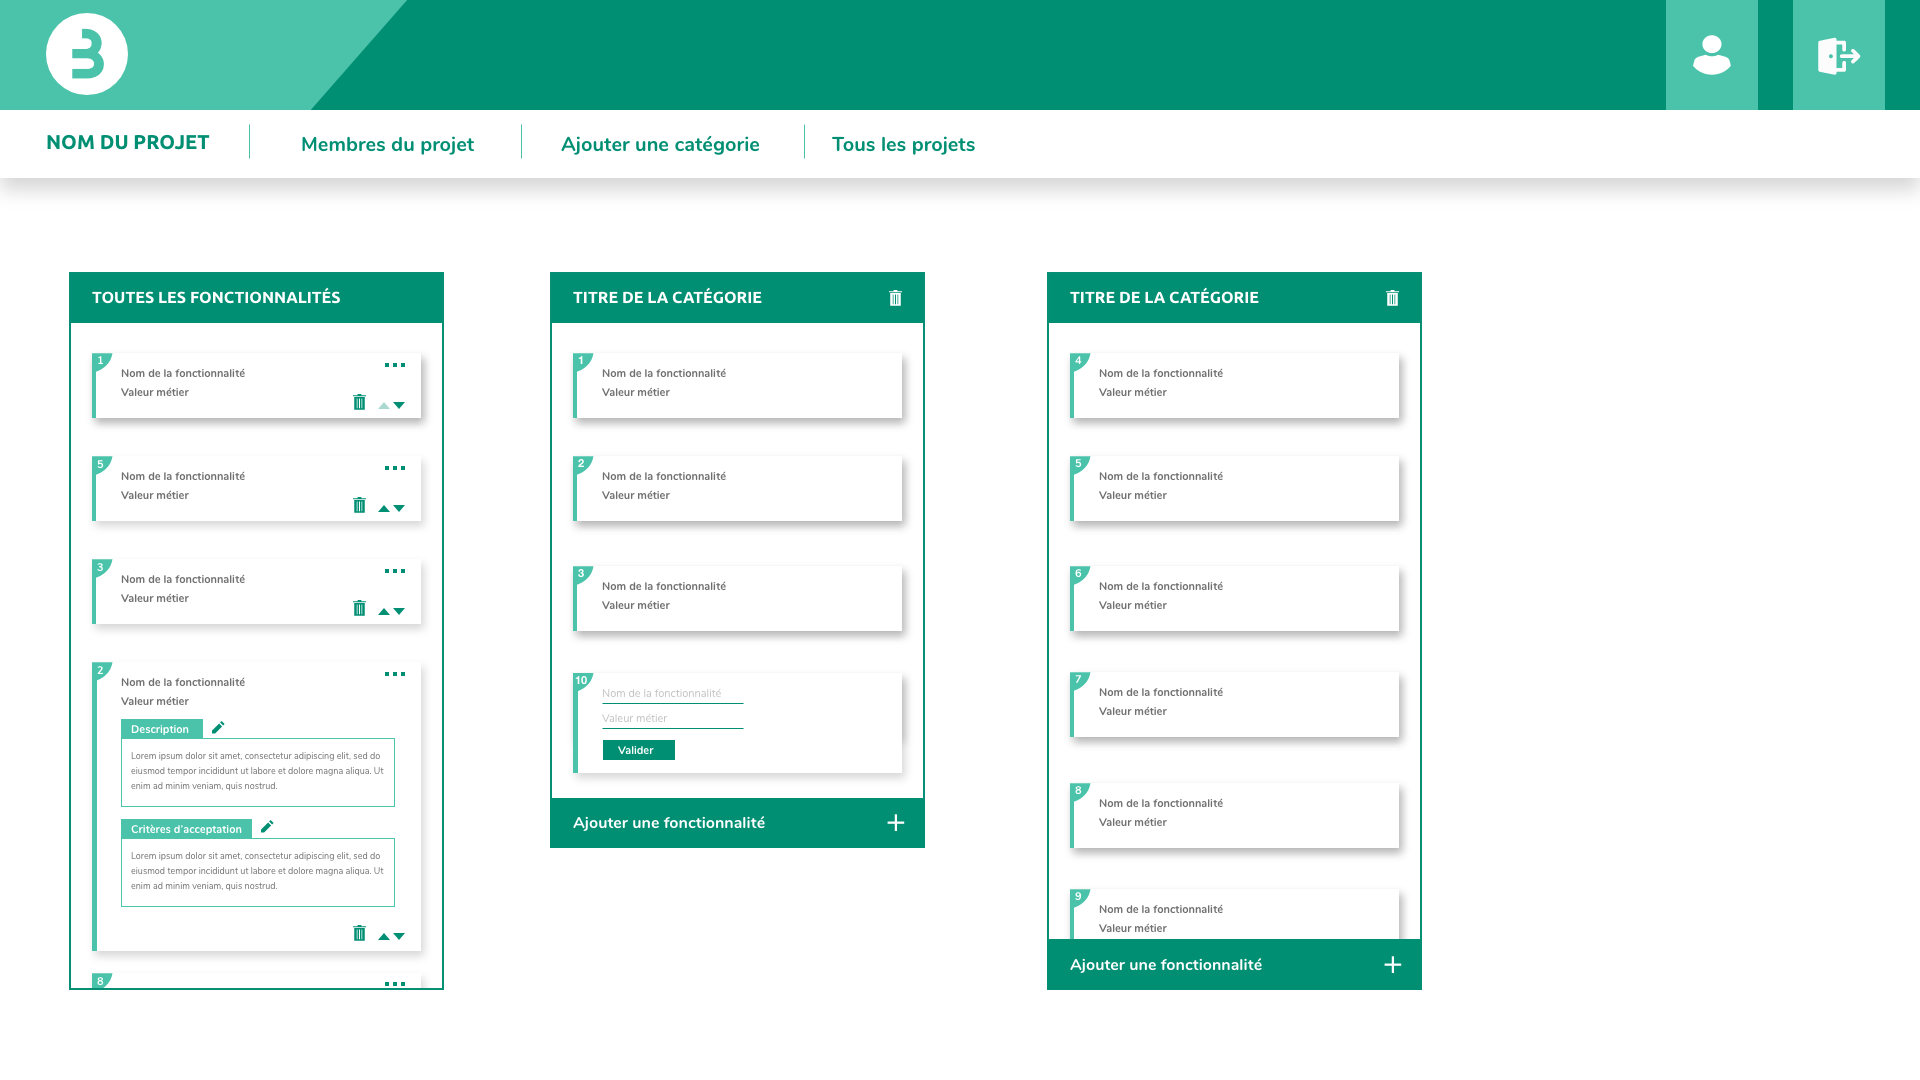 NOM DU PROJET
Membres du projet
Ajouter une catégorie
Tous les projets
TOUTES LES FONCTIONNALITÉS
1
Nom de la fonctionnalité
Valeur métier
5
Nom de la fonctionnalité
Valeur métier
3
Nom de la fonctionnalité
Valeur métier
2
Nom de la fonctionnalité
Valeur métier
Description
Lorem ipsum dolor sit amet, consectetur adipiscing elit, sed do
eiusmod tempor incididunt ut labore et dolore magna aliqua. Ut
enim ad minim veniam, quis nostrud.
Critères d'acceptation
Lorem ipsum dolor sit amet, consectetur adipiscing elit, sed do
eiusmod tempor incididunt ut labore et dolore magna aliqua. Ut
enim ad minim veniam, quis nostrud.
8
TITRE DE LA CATÉGORIE
1
Nom de la fonctionnalité
Valeur métier
2
Nom de la fonctionnalité
Valeur métier
3
Nom de la fonctionnalité
Valeur métier
10
Nom de la fonctionnalité
Valeur métier
Valider
Ajouter une fonctionnalité
TITRE DE LA CATÉGORIE
4
Nom de la fonctionnalité
Valeur métier
5
Nom de la fonctionnalité
Valeur métier
6
Nom de la fonctionnalité
Valeur métier
7
Nom de la fonctionnalité
Valeur métier
8
Nom de la fonctionnalité
Valeur métier
9
Nom de la fonctionnalité
Valeur métier
Ajouter une fonctionnalité